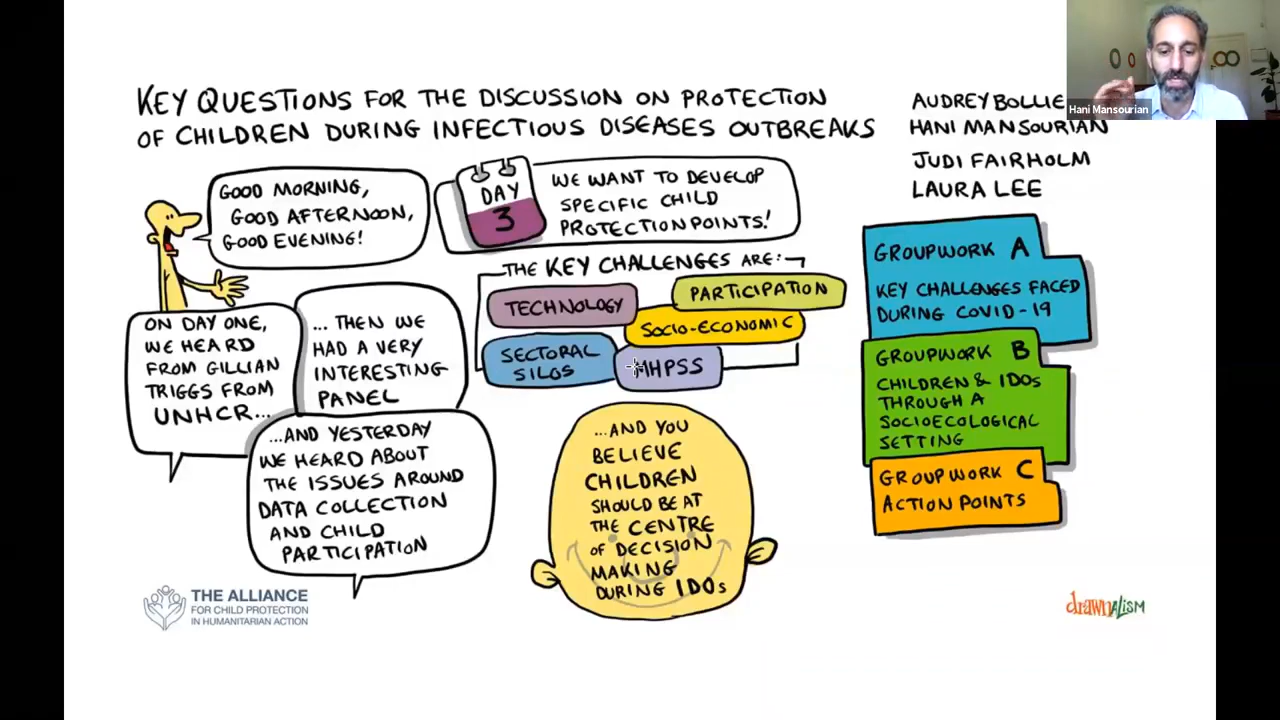 KEY QUESTIONS FOR THE DISCUSSION ON PROTECTION
OF CHILDREN DURING INFECTIOUS DISEASES OUTBREAKS
AUDREY
HANI MANSOURIAN
JUDI FAIRHOLM
LAURA LEE
Hani Mansourian
GOOD MORNING,
GOOD AFTERNOON,
GOOD EVENING!
DAY
3
WE WANT TO DEVELOP
SPECIFIC CHILD
PROTECTION POINTS!
THE KEY CHALLENGES ARE:
TECHNOLOGY
PARTICIPATION
SOCIO-ECONOMIC
SECTORAL
SILOS
MHPSS
ON DAY ONE,
WE HEARD
FROM GILLIAN
TRIGGS FROM
UNHCR...
... THEN WE
HAD A VERY
INTERESTING
PANEL
...AND YESTERDAY
WE HEARD ABOUT
THE ISSUES AROUND
DATA COLLECTION
AND CHILD
PARTICIPATION
...AND YOU
BELIEVE
CHILDREN
SHOULD BE AT
THE CENTRE
OF DECISION
MAKING
DURING IDOs
GROUPWORK A
KEY CHALLENGES FACED
DURING COVID-19
GROUPWORK B
CHILDREN & IDOs
THROUGH A
SOCIOECOLOGICAL
SETTING
GROUPWORK C
ACTION POINTS
THE ALLIANCE
FOR CHILD PROTECTION
IN HUMANITARIAN ACTION
drawnALISM